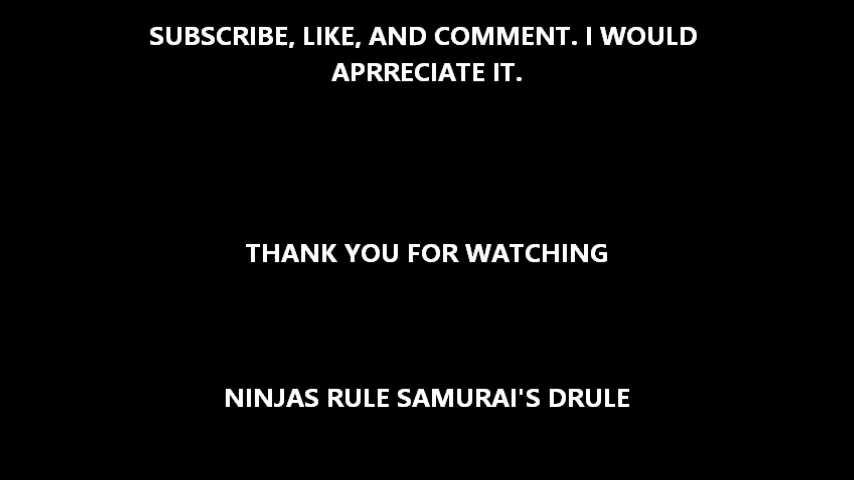 SUBSCRIBE, LIKE, AND COMMENT. I WOULD
APRRECIATE IT.
THANK YOU FOR WATCHING
NINJAS RULE SAMURAI'S DRULE